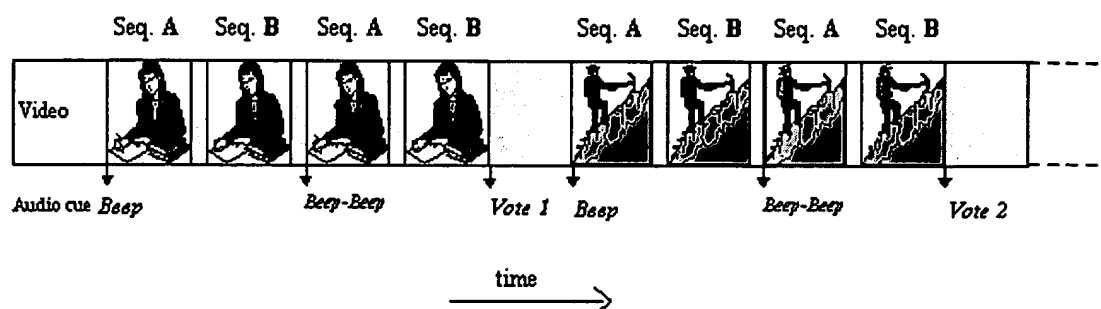 Seq. A Seq. B Seq. A Seq. B Seq. A Seq. B Seq. A Seq. B
Video
Audio cue Beep Beep-Beep Vote 1 Beep Beep-Beep Vote 2
time